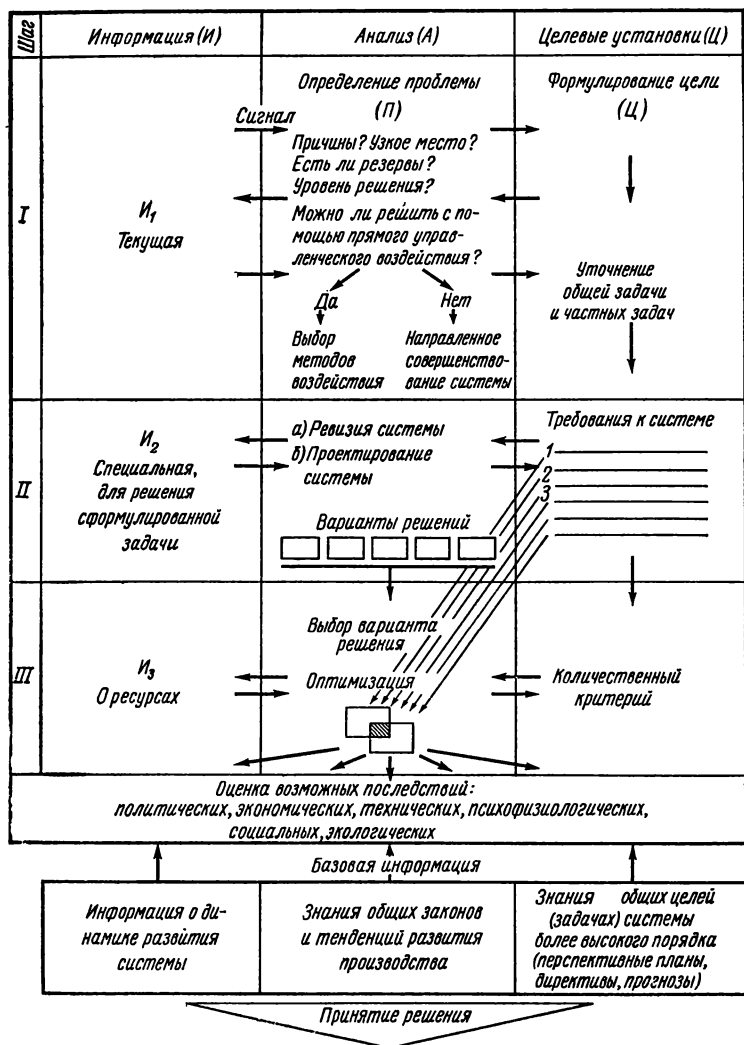 Шаг
Информация (И)
Анализ (А)
Целевые установки (Ц)
I
И₁
Текущая
Сигнал
Определение проблемы
(П)
Причины? Узкое место?
Есть ли резервы?
Уровень решения?
Можно ли решить с по-
мощью прямого управ-
ленческого воздействия?
Да
Нет
Выбор
методов
воздействия
Направленное
совершенство-
вание системы
Формулирование цели
(Ц)
Уточнение
общей задачи
и частных задач
II
И₂
Специальная,
для решения
сформулированной
задачи
а) Ревизия системы
б) Проектирование
системы
Варианты решений
Требования к системе
1
2
3
III
И₃
О ресурсах
Выбор варианта
решения
Оптимизация
Количественный
критерий
Оценка возможных последствий:
политических, экономических, технических, психофизиологических,
социальных, экологических
Базовая информация
Информация о ди-
намике развития
системы
Знания общих законов
и тенденций развития
производства
Знания общих целей
(задачах) системы
более высокого порядка
(перспективные планы,
директивы, прогнозы)
Принятие решения